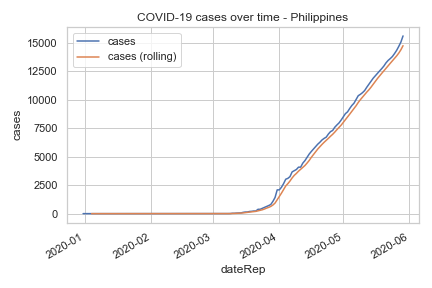 COVID-19 cases over time - Philippines
cases
cases (rolling)
15000
12500
10000
7500
5000
2500
0
cases
2020-01
2020-02
2020-03
2020-04
2020-05
2020-06
dateRep